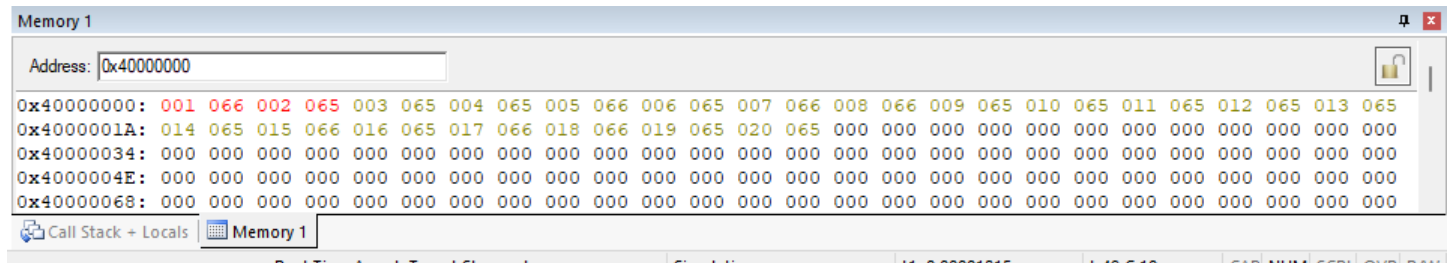 Memory 1
Address: 0x40000000
0x40000000: 001 066 002 065 003 065 004 065 005 066 006 065 007 066 008 066 009 065 010 065 011 065 012 065 013 065
0x4000001A: 014 065 015 066 016 065 017 066 018 066 019 065 020 065 000 000 000 000 000 000 000 000 000 000 000 000
0x40000034: 000 000 000 000 000 000 000 000 000 000 000 000 000 000 000 000 000 000 000 000 000 000 000 000 000 000
0x4000004E: 000 000 000 000 000 000 000 000 000 000 000 000 000 000 000 000 000 000 000 000 000 000 000 000 000 000
0x40000068: 000 000 000 000 000 000 000 000 000 000 000 000 000 000 000 000 000 000 000 000 000 000 000 000 000 000
Call Stack + Locals Memory 1